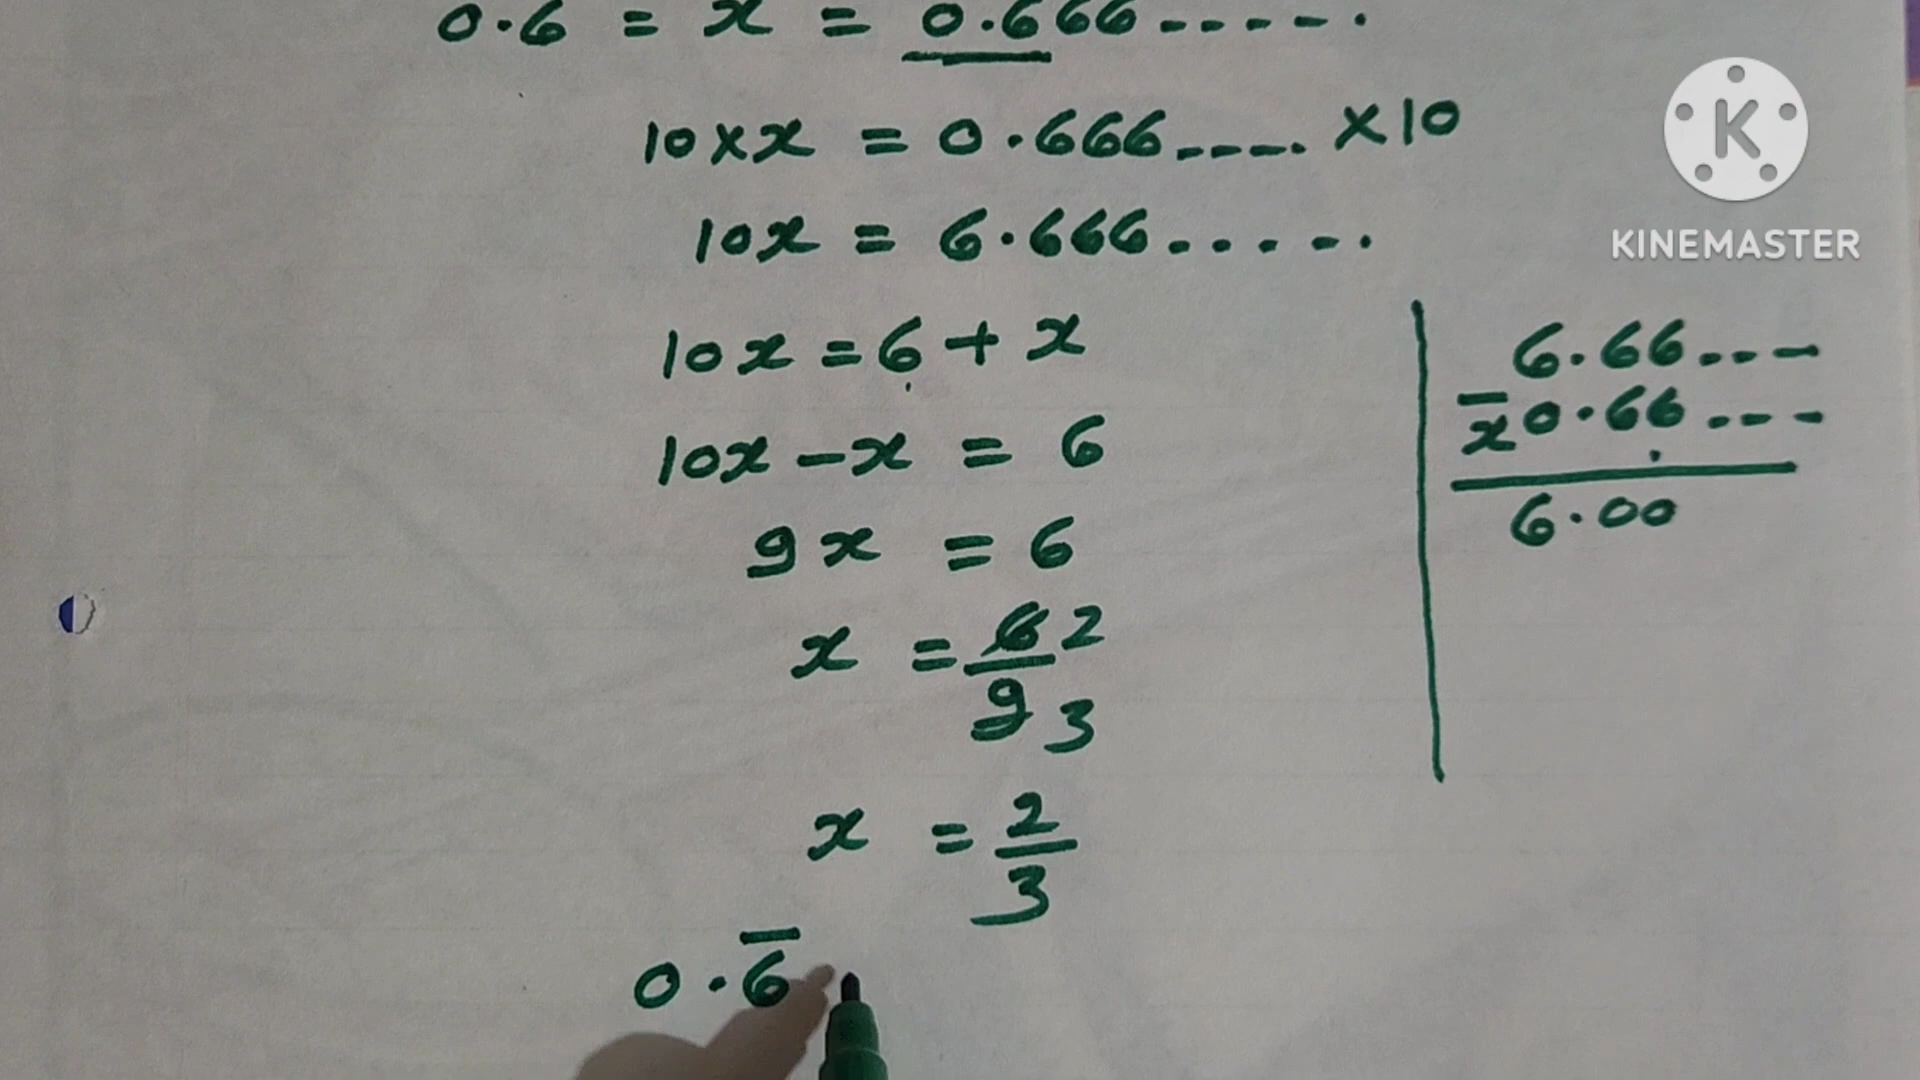 0.6 = x = 0.666-----.
10×x = 0.666----. ×10
10x = 6.666.....
10x = 6 + x
10x - x = 6
9x = 6
x = 6/9 2/3
x = 2/3
0.6̅
6.66...
x̅ 0.66...
6.00
K
KINEMASTER